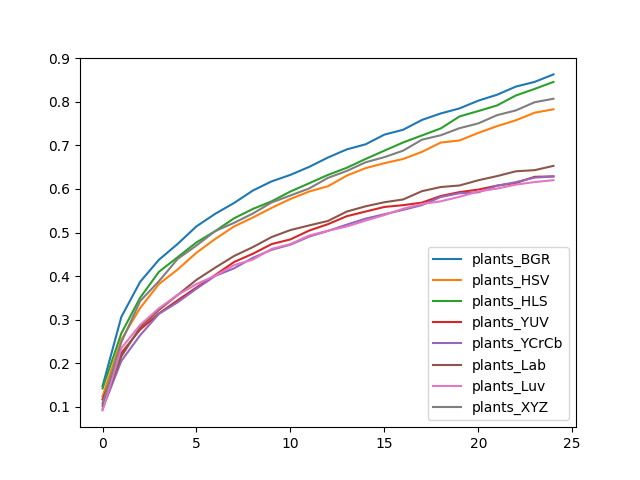 0.9
0.8
0.7
0.6
0.5
0.4
0.3
0.2
0.1
0 5 10 15 20 25
plants_BGR
plants_HSV
plants_HLS
plants_YUV
plants_YCrCb
plants_Lab
plants_Luv
plants_XYZ